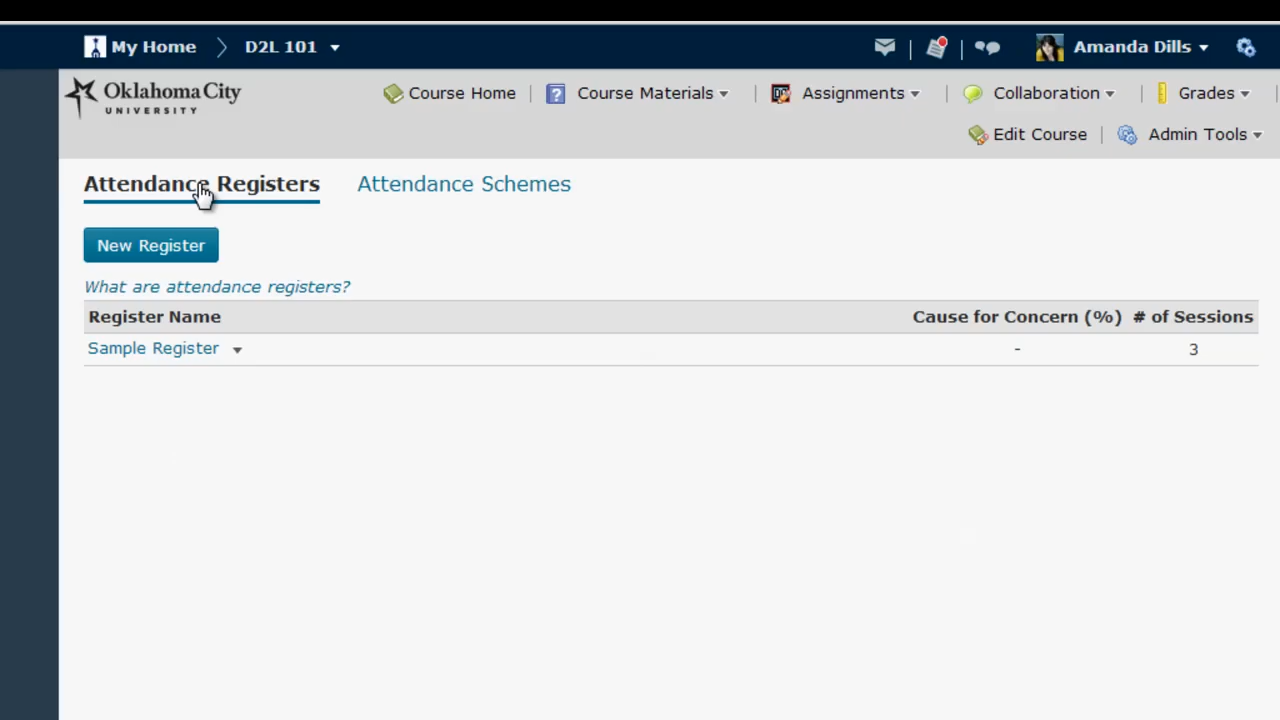 My Home D2L 101 Amanda Dills
Oklahoma City
UNIVERSITY
Course Home Course Materials Assignments Collaboration Grades
Edit Course Admin Tools
Attendance Registers Attendance Schemes
New Register
What are attendance registers?
Register Name Cause for Concern (%) # of Sessions
Sample Register - 3